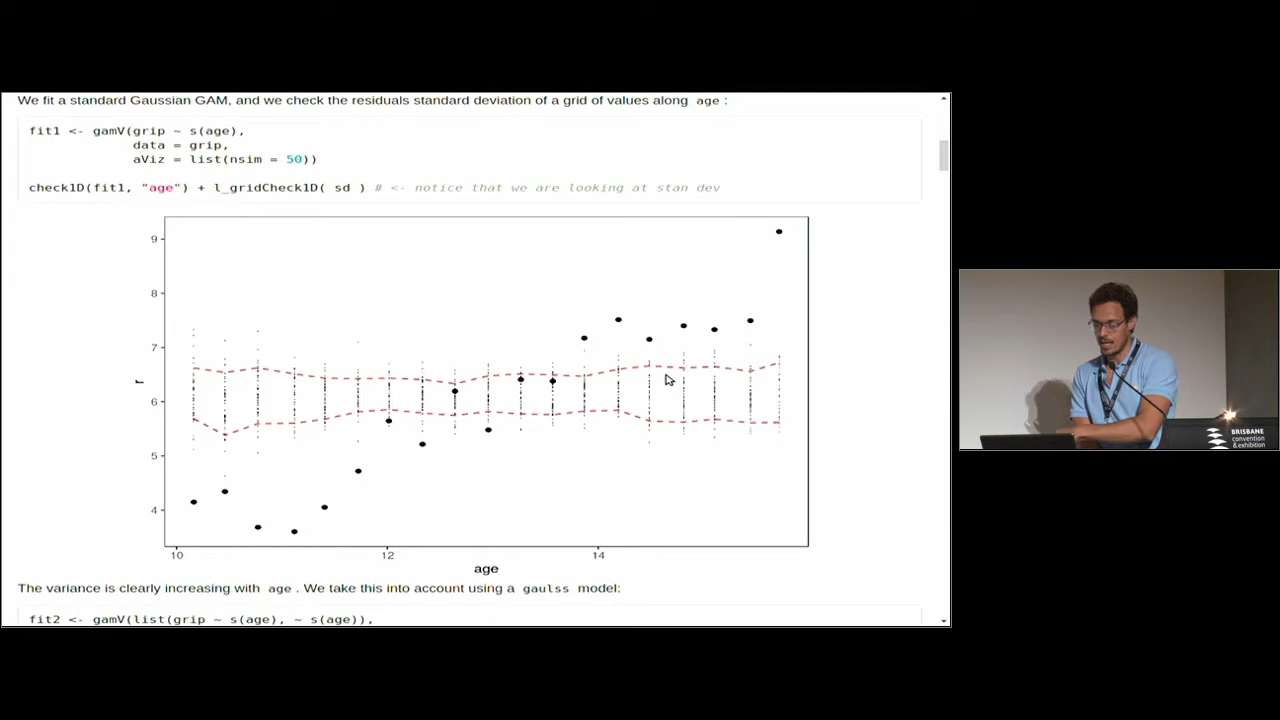 We fit a standard Gaussian GAM, and we check the residuals standard deviation of a grid of values along age :
fit1 <- gamV(grip ~ s(age),
data = grip,
aViz = list(nsim = 50))
check1D(fit1, "age") + l_gridCheck1D( sd ) # <- notice that we are looking at stan dev
9
8
7
6
5
4
r
10
12
14
age
The variance is clearly increasing with age . We take this into account using a gaulss model:
fit2 <- gamV(list(grip ~ s(age), ~ s(age)),
BRISBANE
convention
& exhibition